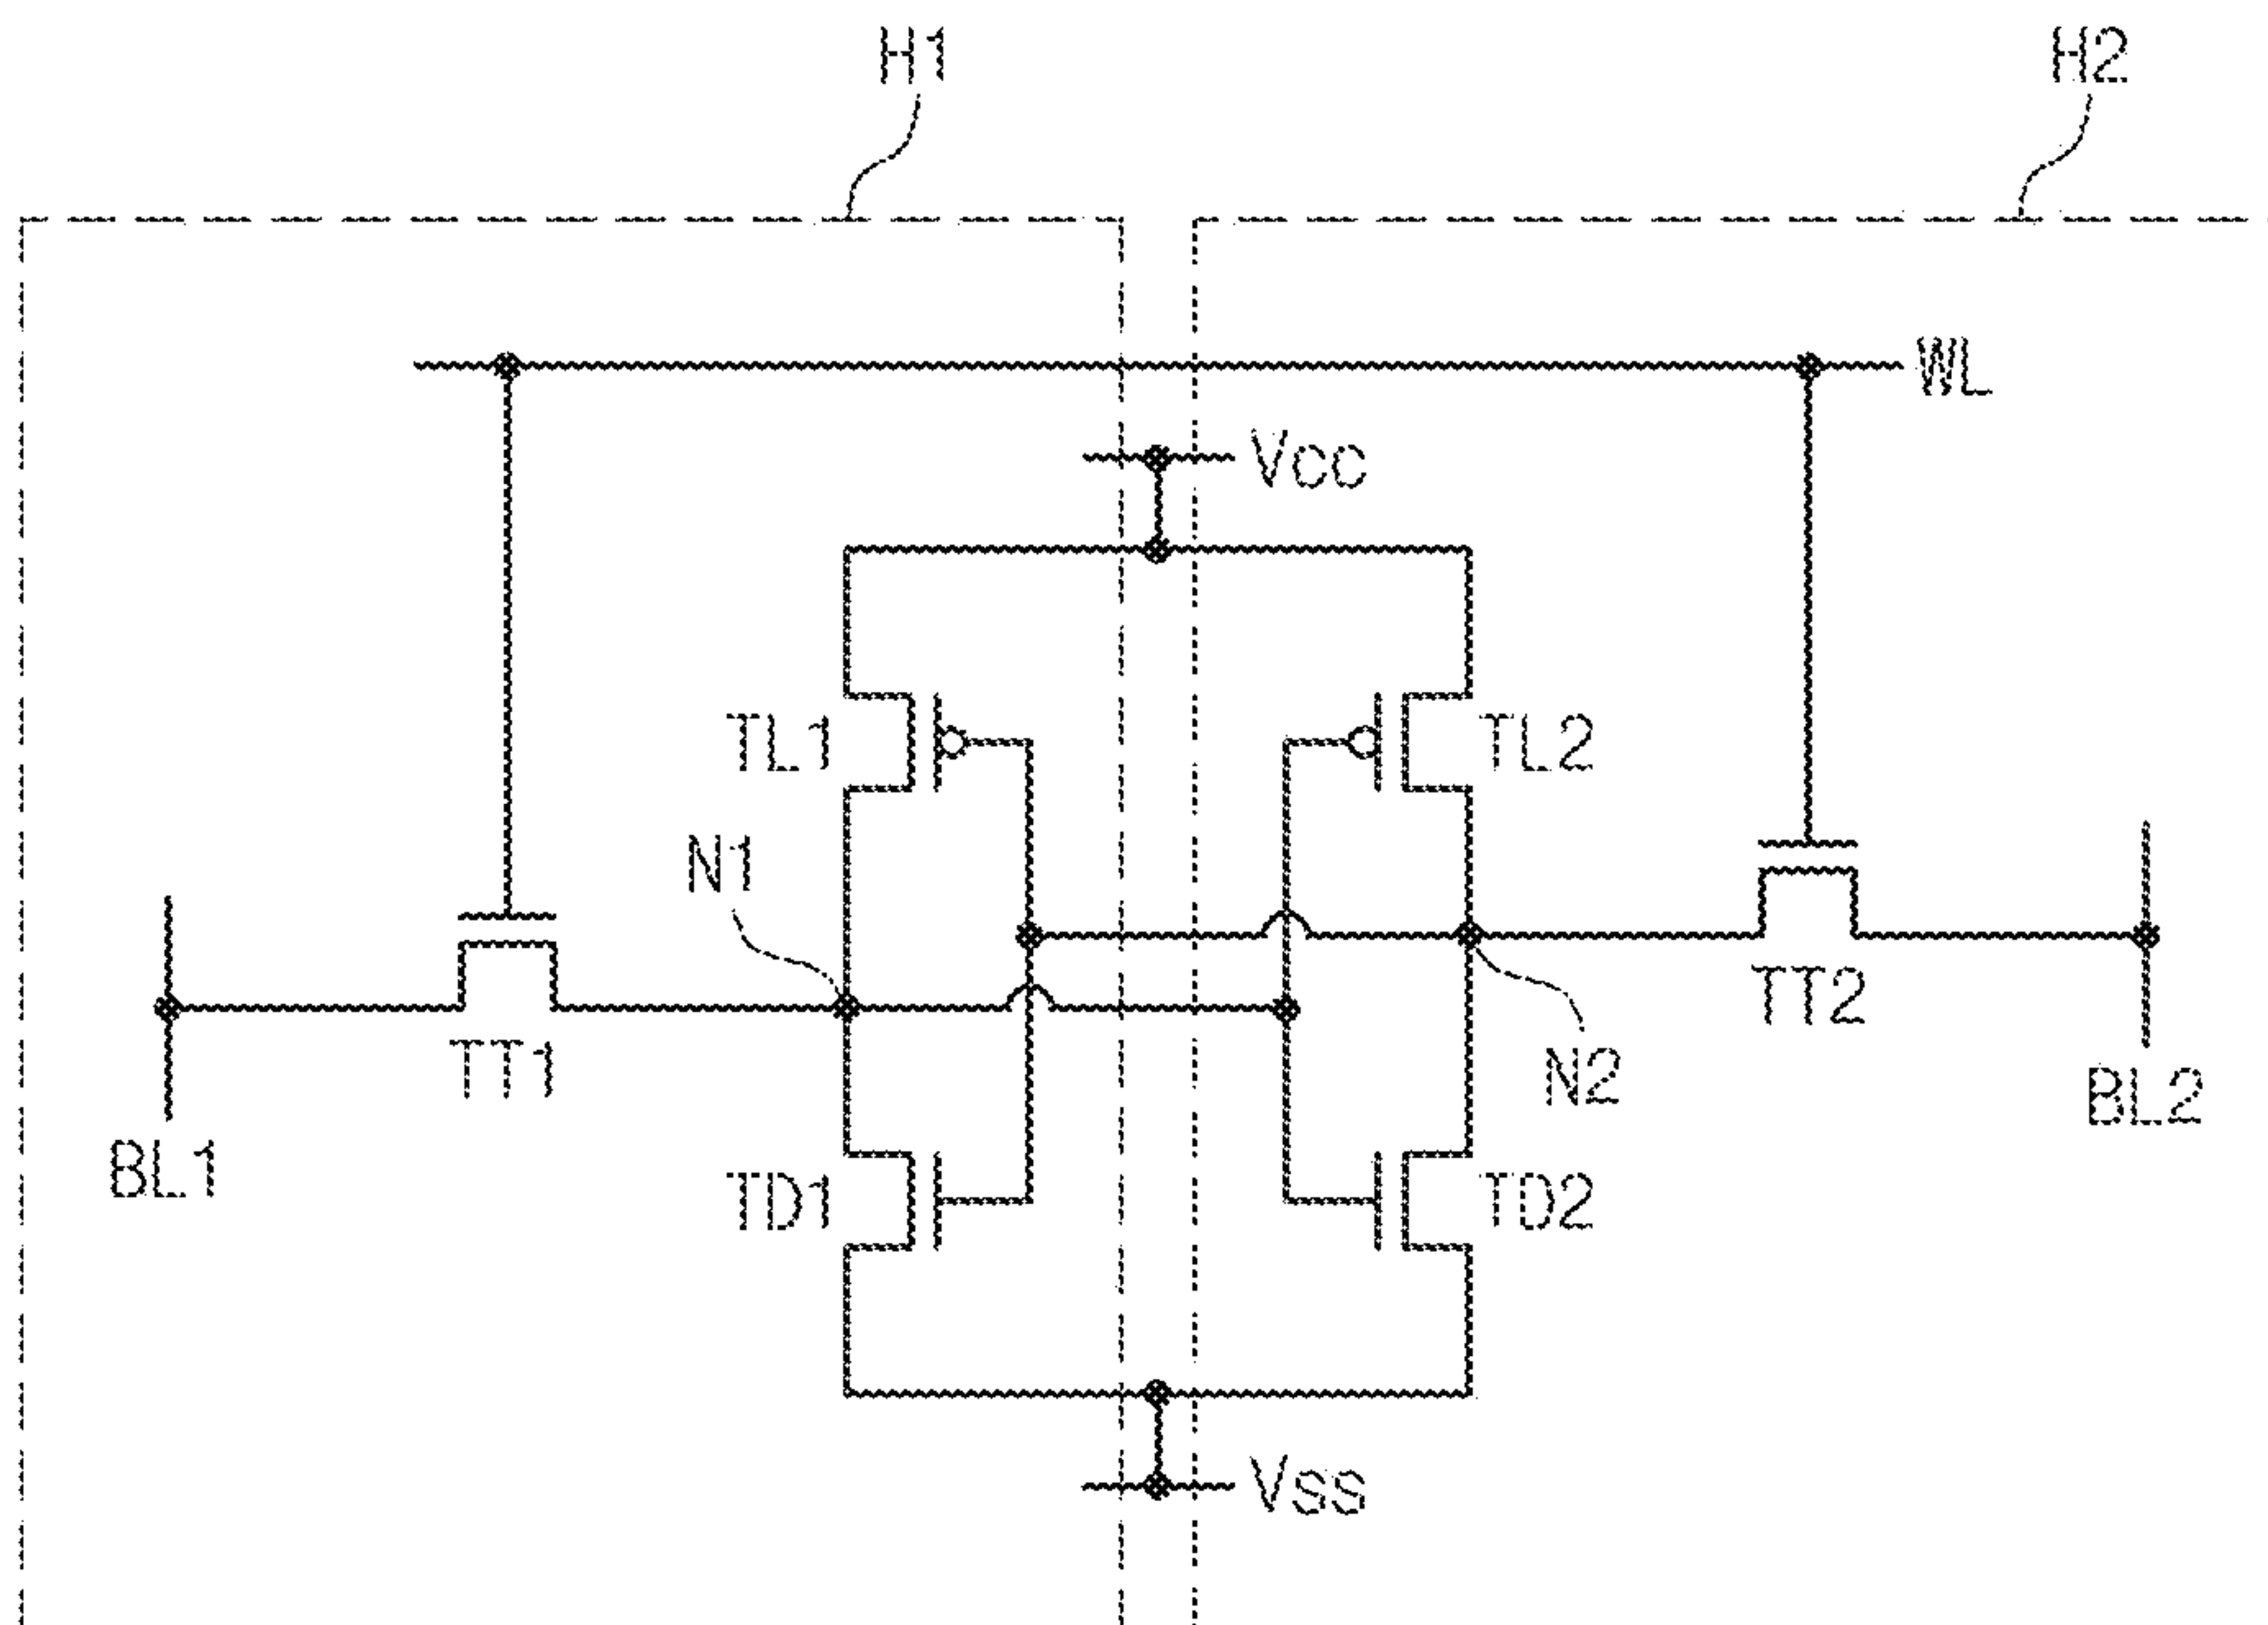 H1 H2
WL
Vcc
TL1 TL2
N1
TT1 TT2
N2
BL1 BL2
TD1 TD2
Vss